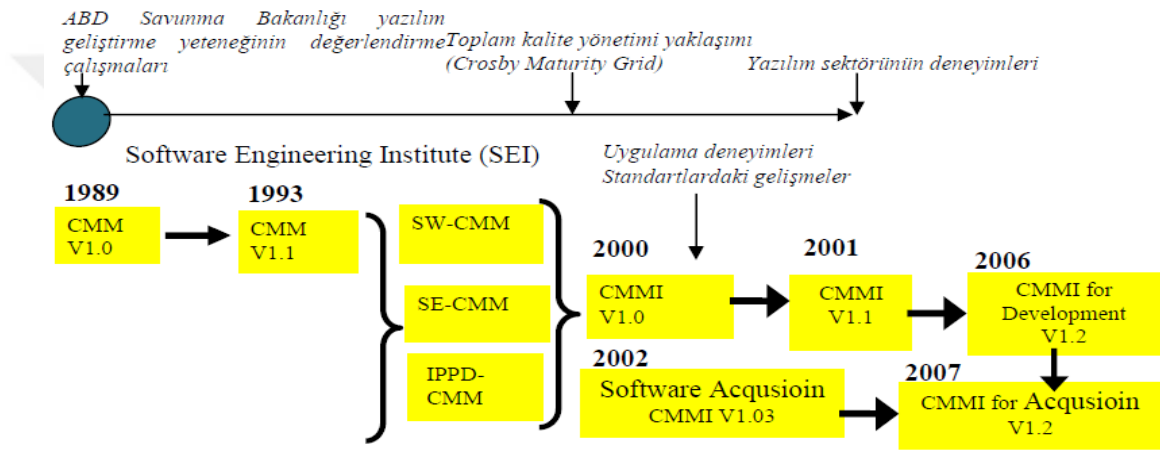 ABD Savunma Bakanlığı yazılım
geliştirme yeteneğinin değerlendirme
çalışmaları
Toplam kalite yönetimi yaklaşımı
(Crosby Maturity Grid)
Yazılım sektörünün deneyimleri
Software Engineering Institute (SEI)
Uygulama deneyimleri
Standartlardaki gelişmeler
1989
CMM
V1.0
1993
CMM
V1.1
SW-CMM
SE-CMM
IPPD-
CMM
2000
CMMI
V1.0
2001
CMMI
V1.1
2006
CMMI for
Development
V1.2
2002
Software Acqusioin
CMMI V1.03
2007
CMMI for Acqusioin
V1.2